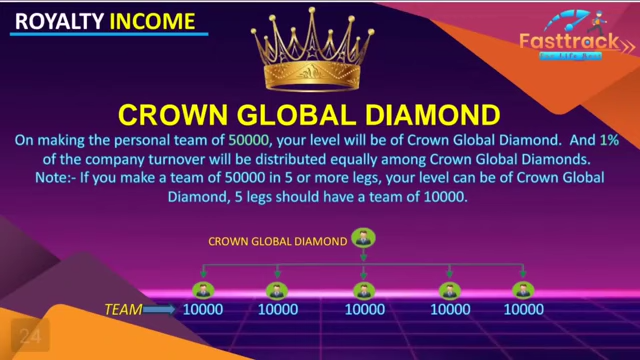 ROYALTY INCOME
Fasttrack
CROWN GLOBAL DIAMOND
On making the personal team of 50000, your level will be of Crown Global Diamond. And 1%
of the company turnover will be distributed equally among Crown Global Diamonds.
Note:- If you make a team of 50000 in 5 or more legs, your level can be of Crown Global
Diamond, 5 legs should have a team of 10000.
CROWN GLOBAL DIAMOND
TEAM 10000 10000 10000 10000 10000
24